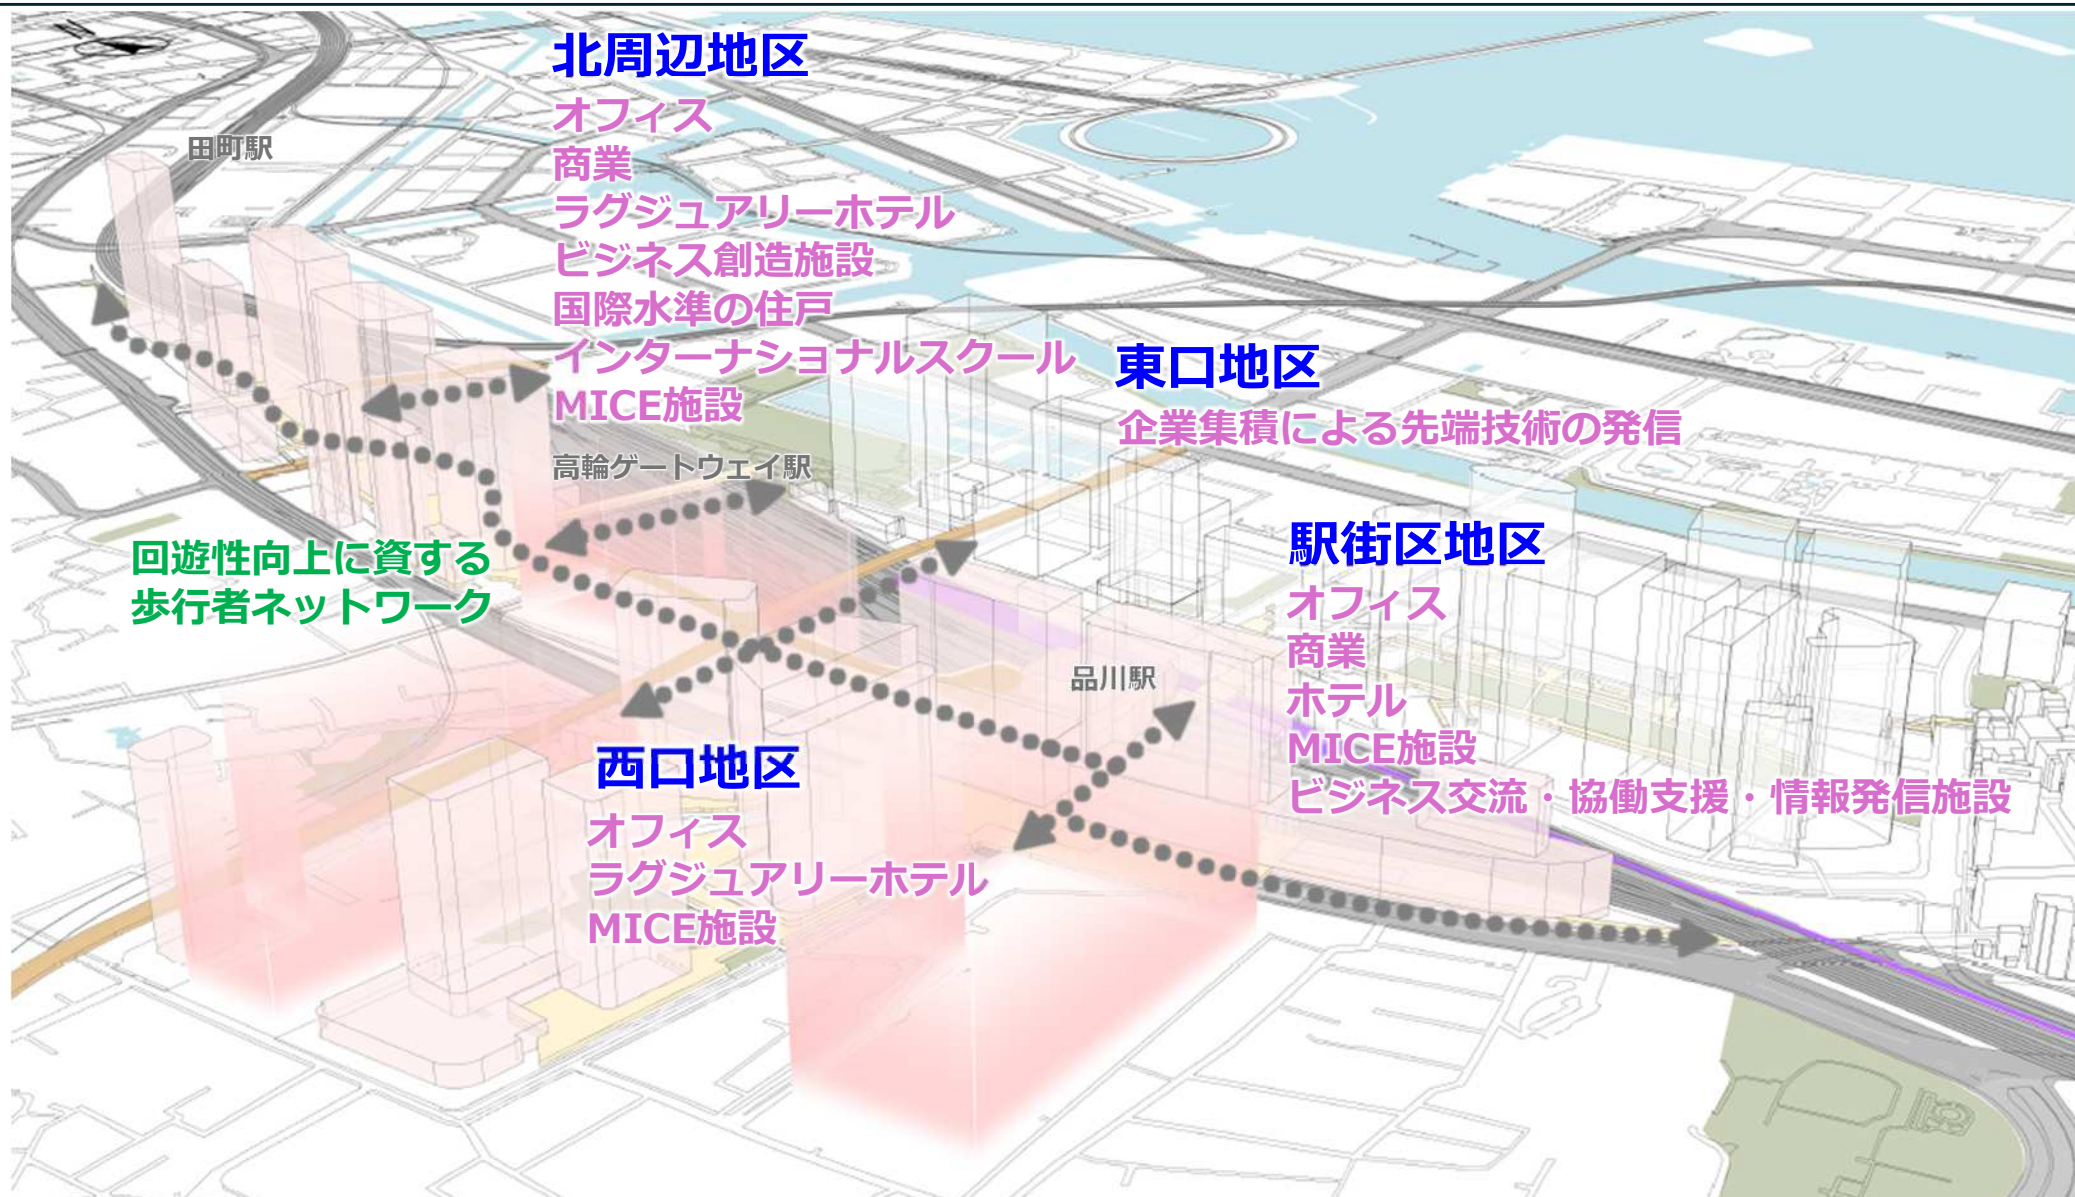 北周辺地区
オフィス
商業
ラグジュアリーホテル
ビジネス創造施設
国際水準の住戸
インターナショナルスクール
MICE施設
田町駅
高輪ゲートウェイ駅
東口地区
企業集積による先端技術の発信
回遊性向上に資する
歩行者ネットワーク
駅街区地区
オフィス
商業
ホテル
MICE施設
ビジネス交流・協働支援・情報発信施設
品川駅
西口地区
オフィス
ラグジュアリーホテル
MICE施設